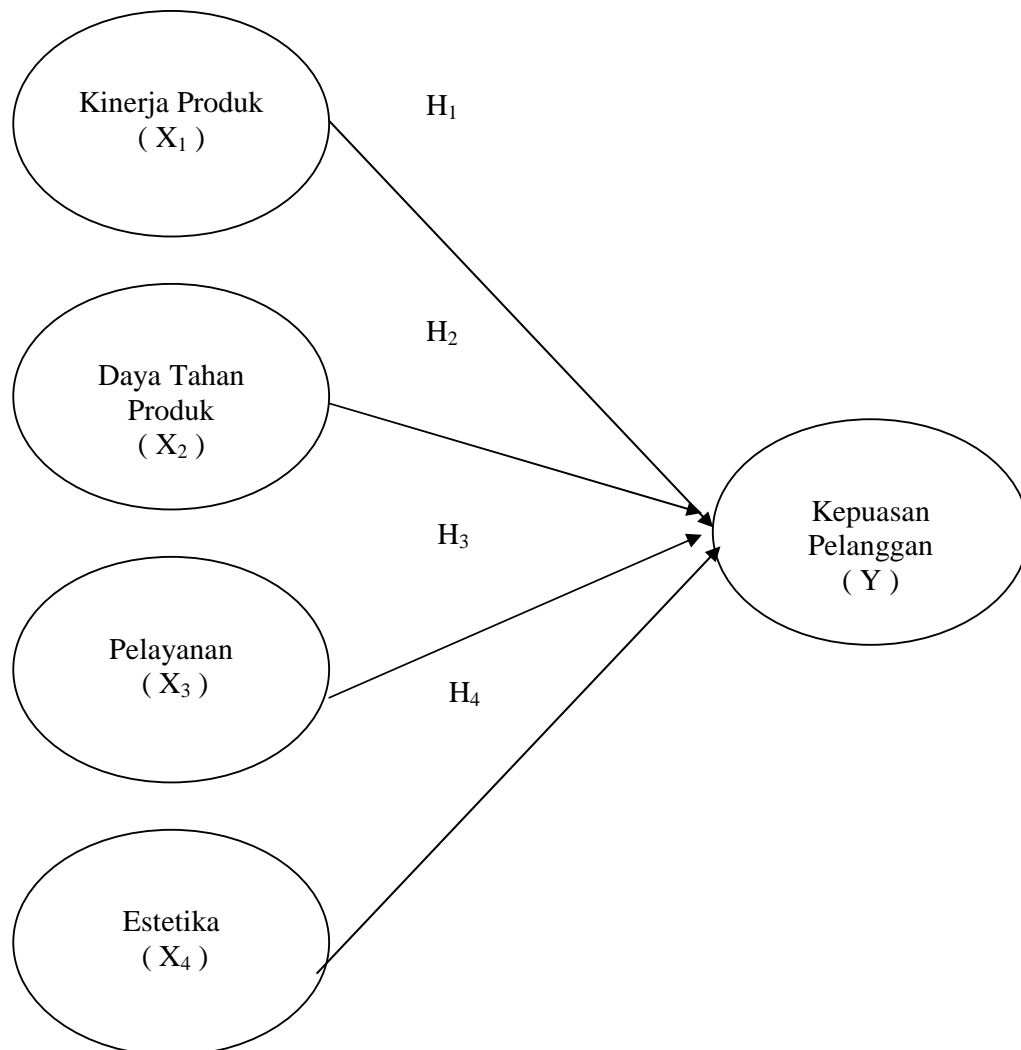 Kinerja Produk
( X₁ )
H₁
Daya Tahan
Produk
( X₂ )
H₂
Pelayanan
( X₃ )
H₃
Estetika
( X₄ )
H₄
Kepuasan
Pelanggan
( Y )